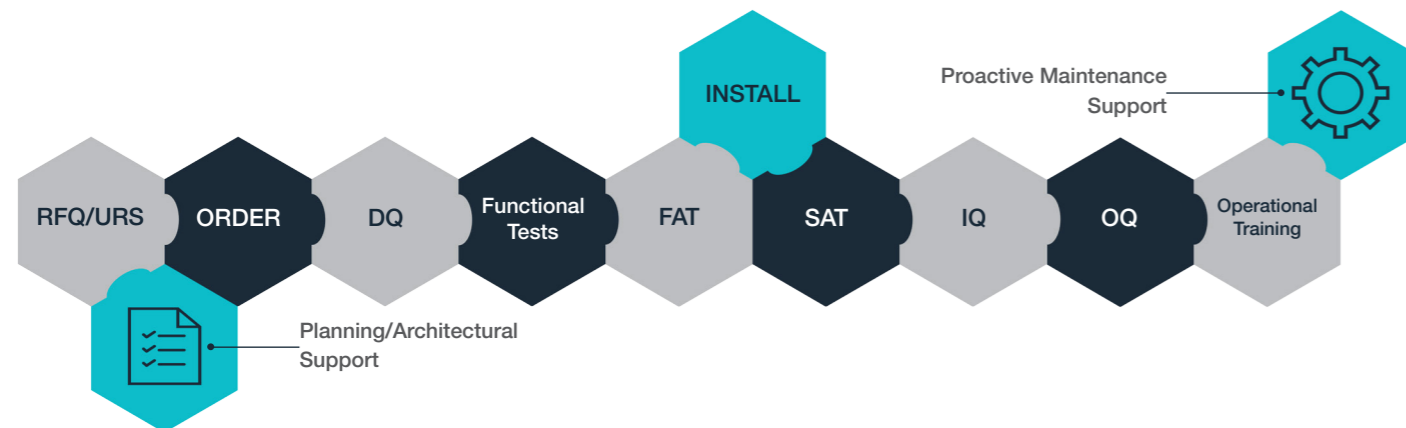 INSTALL
Proactive Maintenance
Support
RFQ/URS
ORDER
DQ
Functional
Tests
FAT
SAT
IQ
OQ
Operational
Training
Planning/Architectural
Support